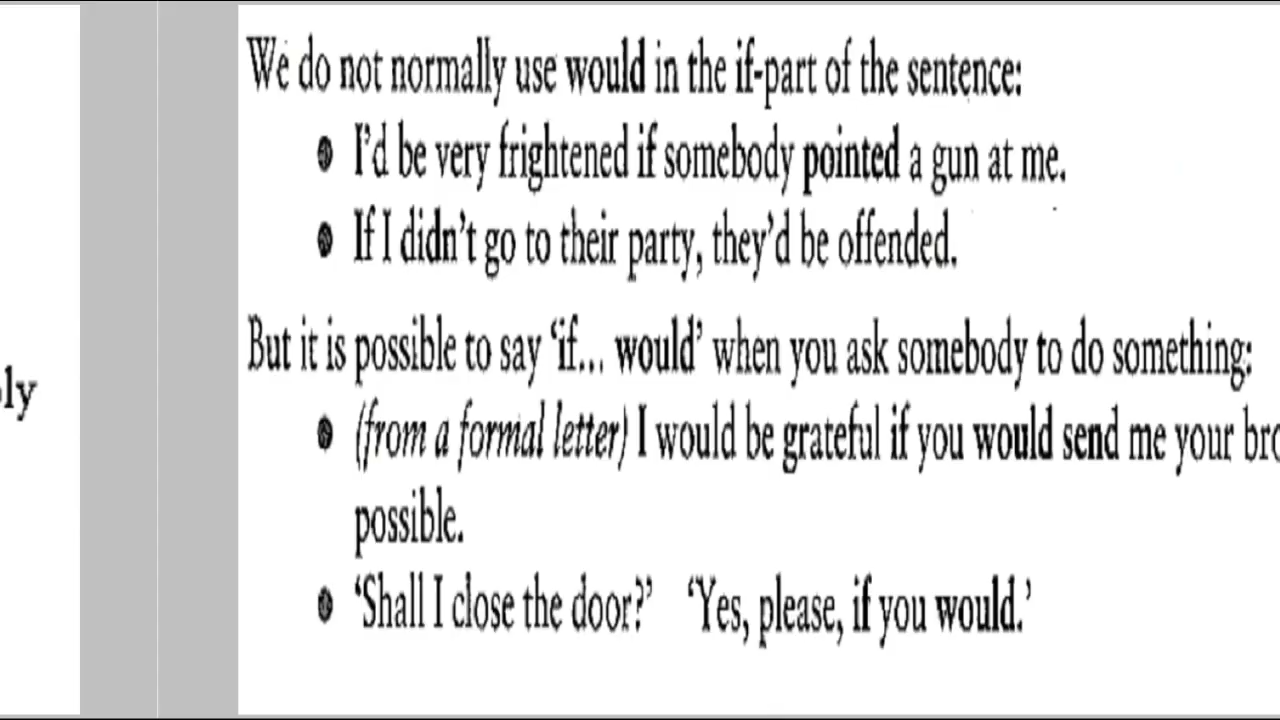 We do not normally use would in the if-part of the sentence:
I'd be very frightened if somebody pointed a gun at me.
If I didn't go to their party, they'd be offended.
But it is possible to say ‘if... would’ when you ask somebody to do something:
(from a formal letter) I would be grateful if you would send me your
possible.
‘Shall I close the door?’ ‘Yes, please, if you would.’